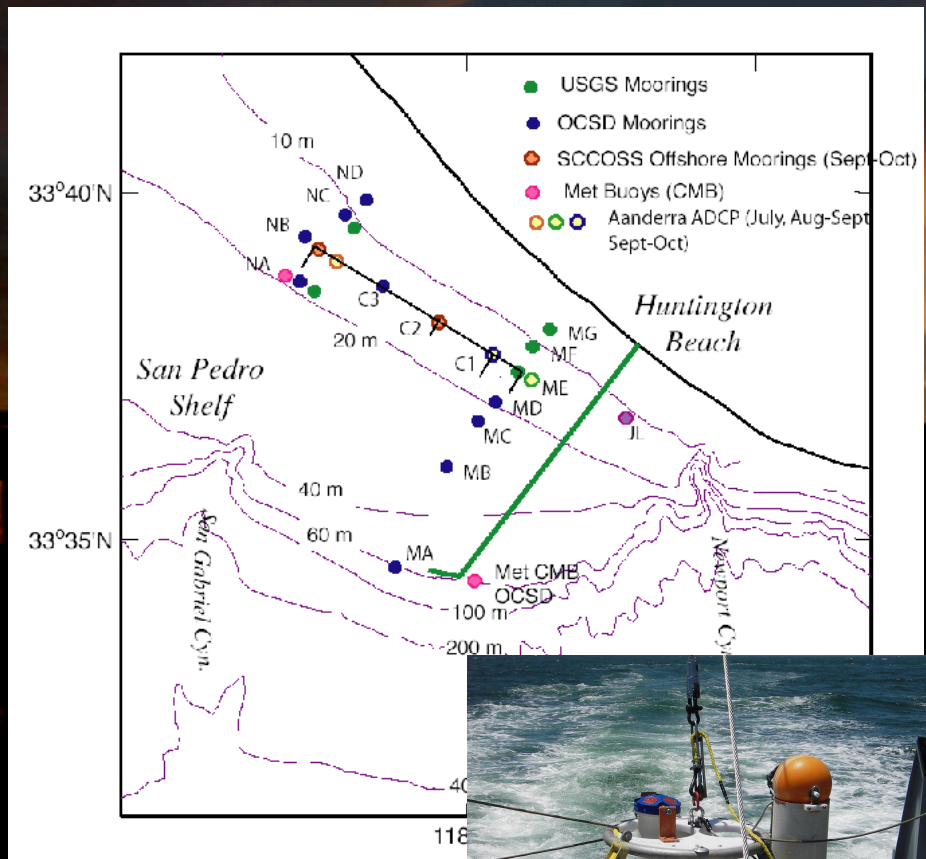 USGS Moorings
OCSD Moorings
SCCOSS Offshore Moorings (Sept-Oct)
Met Buoys (CMB)
Aanderra ADCP (July, Aug-Sept
Sept-Oct)
10 m
33°40'N
ND
NC
NB
NA
C3
C2
20 m
C1
MG
MF
ME
MD
MC
MB
Huntington
Beach
JL
San Pedro
Shelf
40 m
60 m
33°35'N
MA
Met CMB
OCSD
100 m
200 m
San Gabriel Cyn.
Newport Cy
40
118